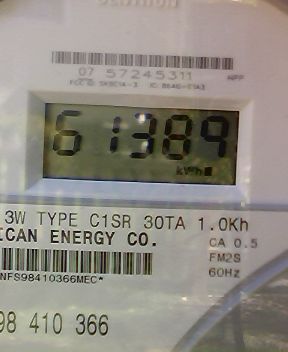 07 57245311
61389
kWh
3W TYPE C1SR 30TA 1.0Kh
ICAN ENERGY CO.
CA 0.5
FM2S
60Hz
NFS98410366MEC*
98 410 366